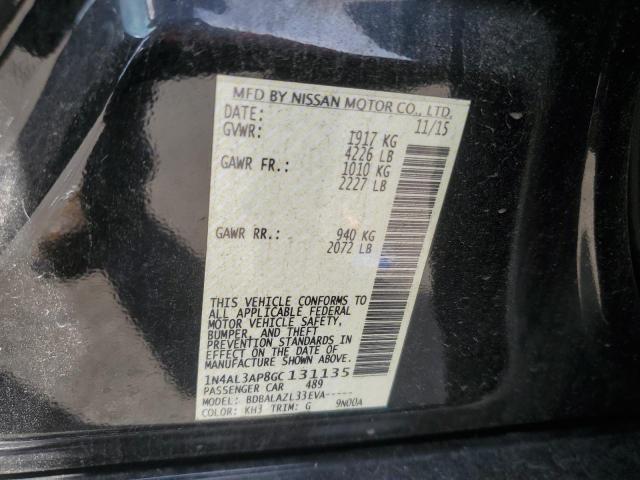 MFD BY NISSAN MOTOR CO., LTD.
DATE: 11/15
GVWR: 1917 KG
4226 LB
GAWR FR.: 1010 KG
2227 LB
GAWR RR.: 940 KG
2072 LB
THIS VEHICLE CONFORMS TO
ALL APPLICABLE FEDERAL
MOTOR VEHICLE SAFETY,
BUMPER, AND THEFT
PREVENTION STANDARDS IN
EFFECT ON THE DATE OF
MANUFACTURE SHOWN ABOVE.
1N4AL3AP8GC131135
PASSENGER CAR 489
MODEL: BDBALAZL33EVA-----
COLOR: KH3 TRIM: G 9N00A